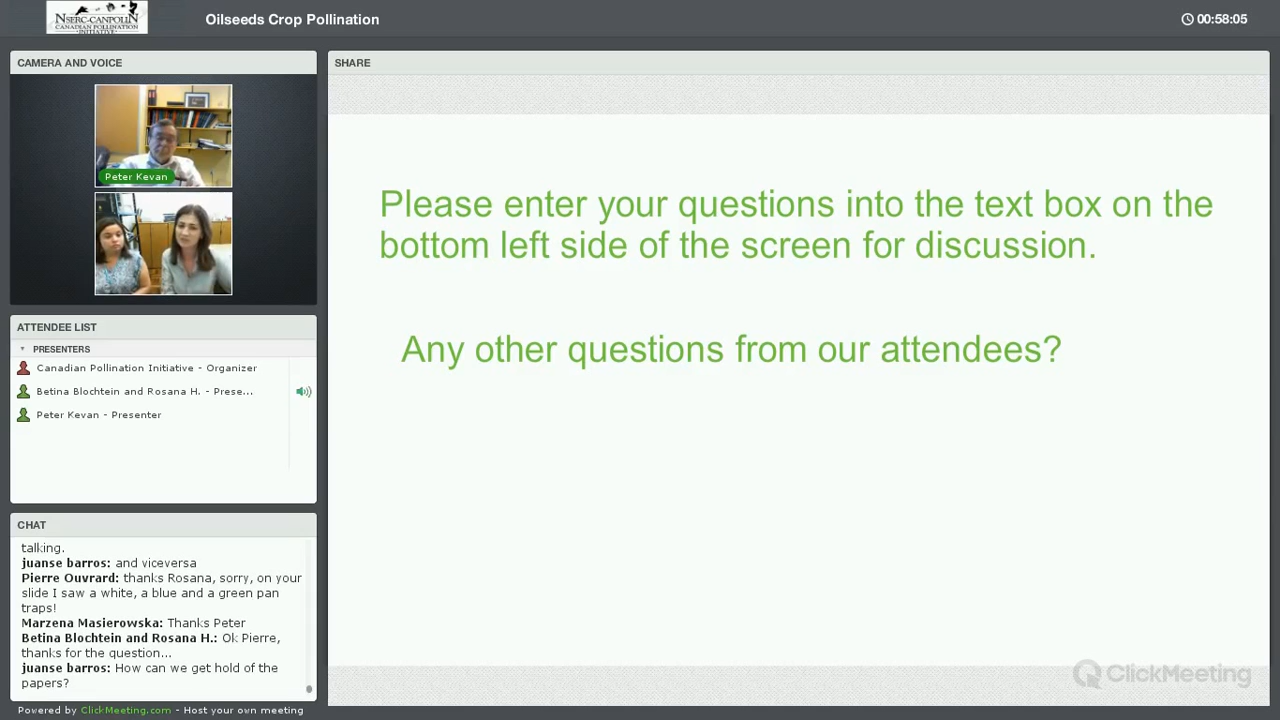 NSERC-CANPOLIN
CANADIAN POLLINATION
INITIATIVE
Oilseeds Crop Pollination
00:58:05
CAMERA AND VOICE
SHARE
Peter Kevan
Please enter your questions into the text box on the
bottom left side of the screen for discussion.
Any other questions from our attendees?
ATTENDEE LIST
PRESENTERS
Canadian Pollination Initiative - Organizer
Betina Blochtein and Rosana H. - Prese...
Peter Kevan - Presenter
CHAT
talking.
juanse barros: and viceversa
Pierre Ouvrard: thanks Rosana, sorry, on your
slide I saw a white, a blue and a green pan
traps!
Marzena Masierowska: Thanks Peter
Betina Blochtein and Rosana H.: Ok Pierre,
thanks for the question...
juanse barros: How can we get hold of the
papers?
ClickMeeting
Powered by ClickMeeting.com - Host your own meeting